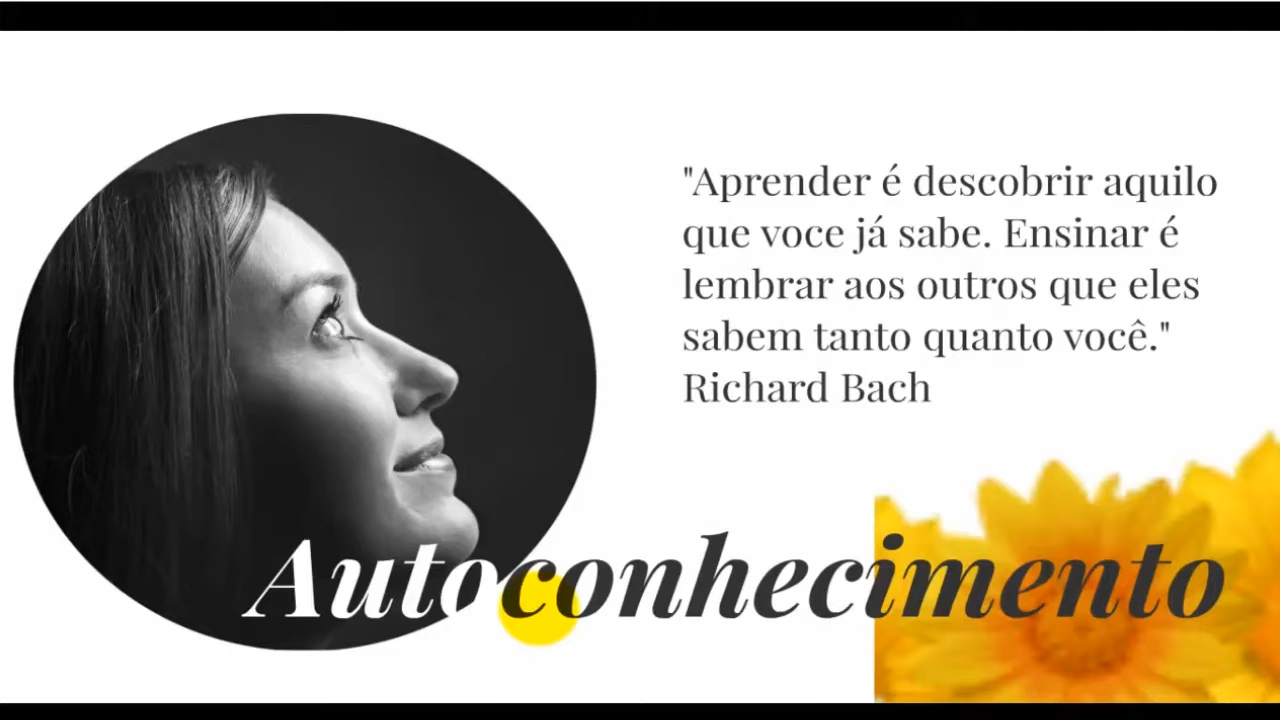 "Aprender é descobrir aquilo
que voce já sabe. Ensinar é
lembrar aos outros que eles
sabem tanto quanto você."
Richard Bach
Autoconhecimento